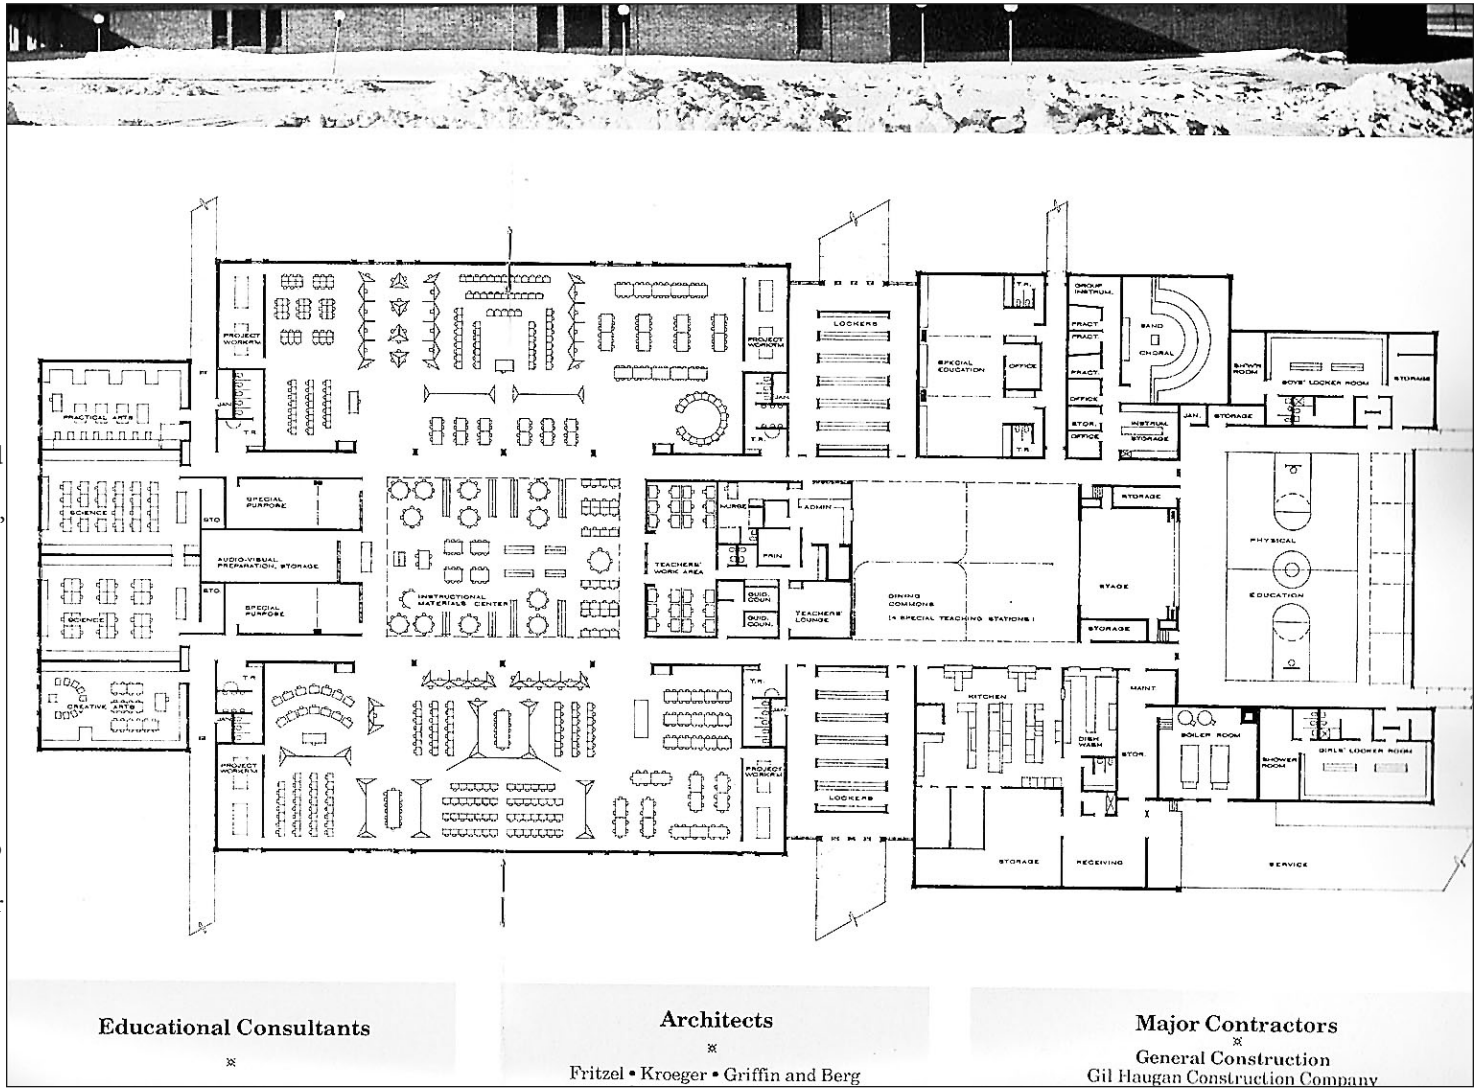 PROJECT
WORKRM
JAN.
T.R.
PROJECT
WORKRM
JAN.
T.R.
LOCKERS
SPECIAL
EDUCATION
T.R.
OFFICE
T.R.
GROUP
INSTRUM.
PRACT.
PRACT.
PRACT.
OFFICE
STOR.
OFFICE
BAND
CHORAL
INSTRUM.
STORAGE
JAN.
STORAGE
SHW'R
ROOM
BOYS' LOCKER ROOM
STORAGE
PRACTICAL ARTS
SCIENCE
STO.
SPECIAL
PURPOSE
AUDIO-VISUAL
PREPARATION, STORAGE
STO.
SPECIAL
PURPOSE
SCIENCE
CREATIVE ARTS
INSTRUCTIONAL
MATERIALS CENTER
TEACHERS'
WORK AREA
NURSE
ADMIN.
PRIN.
GUID.
COUN.
GUID.
COUN.
TEACHERS'
LOUNGE
DINING
COMMONS
(4 SPECIAL TEACHING STATIONS)
STORAGE
STAGE
STORAGE
PHYSICAL
EDUCATION
T.R.
JAN.
PROJECT
WORKRM
T.R.
JAN.
PROJECT
WORKRM
LOCKERS
KITCHEN
DISH
WASH
MAINT.
STOR.
BOILER ROOM
SHOWER
ROOM
GIRLS' LOCKER ROOM
STORAGE
RECEIVING
SERVICE
Educational Consultants
Architects
Fritzel • Kroeger • Griffin and Berg
Major Contractors
General Construction
Gil Haugan Construction Company